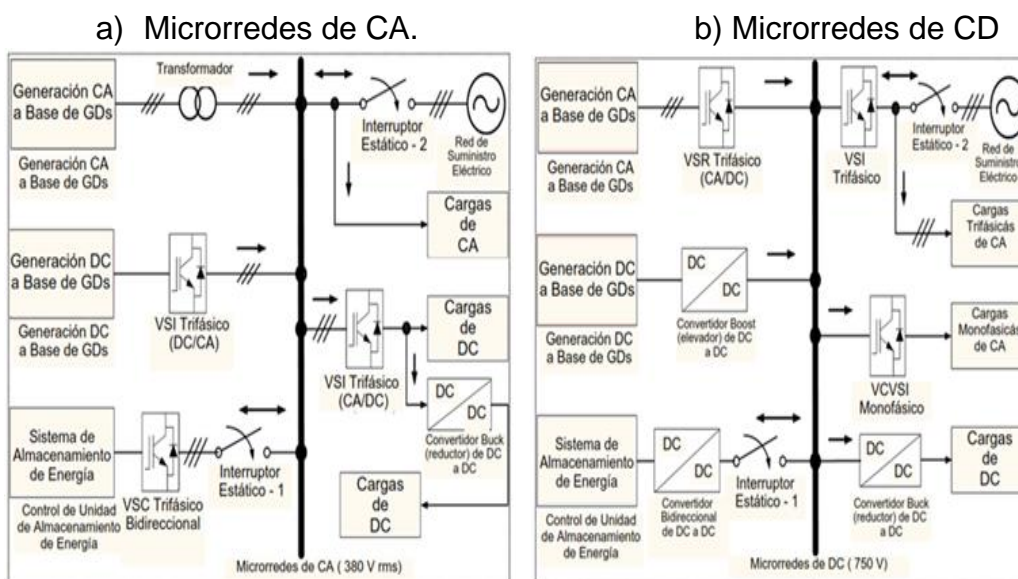 a) Microrredes de CA.
Generación CA
a Base de GDs
Generación CA
a Base de GDs
Transformador
Interruptor
Estático - 2
Red de
Suministro
Eléctrico
Cargas
de
CA
Generación DC
a Base de GDs
Generación DC
a Base de GDs
VSI Trifásico
(DC/CA)
VSI Trifásico
(CA/DC)
Cargas
de
DC
DC
DC
Convertidor Buck
(reductor) de DC
a DC
Sistema de
Almacenamiento
de Energía
Control de Unidad
de Almacenamiento
de Energía
VSC Trifásico
Bidireccional
Interruptor
Estático - 1
Cargas
de
DC
Microrredes de CA ( 380 V rms)
b) Microrredes de CD
Generación CA
a Base de GDs
Generación CA
a Base de GDs
VSR Trifásico
(CA/DC)
VSI
Trifásico
Interruptor
Estático - 2
Red de
Suministro
Eléctrico
Cargas
Trifásicás
de CA
Generación DC
a Base de GDs
Generación DC
a Base de GDs
DC
DC
Convertidor Boost
(elevador) de DC
a DC
VCVSI
Monofásico
Cargas
Monofasicás
de CA
Sistema de
Almacenamiento
de Energía
Control de Unidad
de Almacenamiento
de Energía
DC
DC
Convertidor
Bidireccional
de DC a DC
Interruptor
Estático - 1
DC
DC
Convertidor Buck
(reductor) de DC
a DC
Cargas
de
DC
Microrredes de DC ( 750 V)